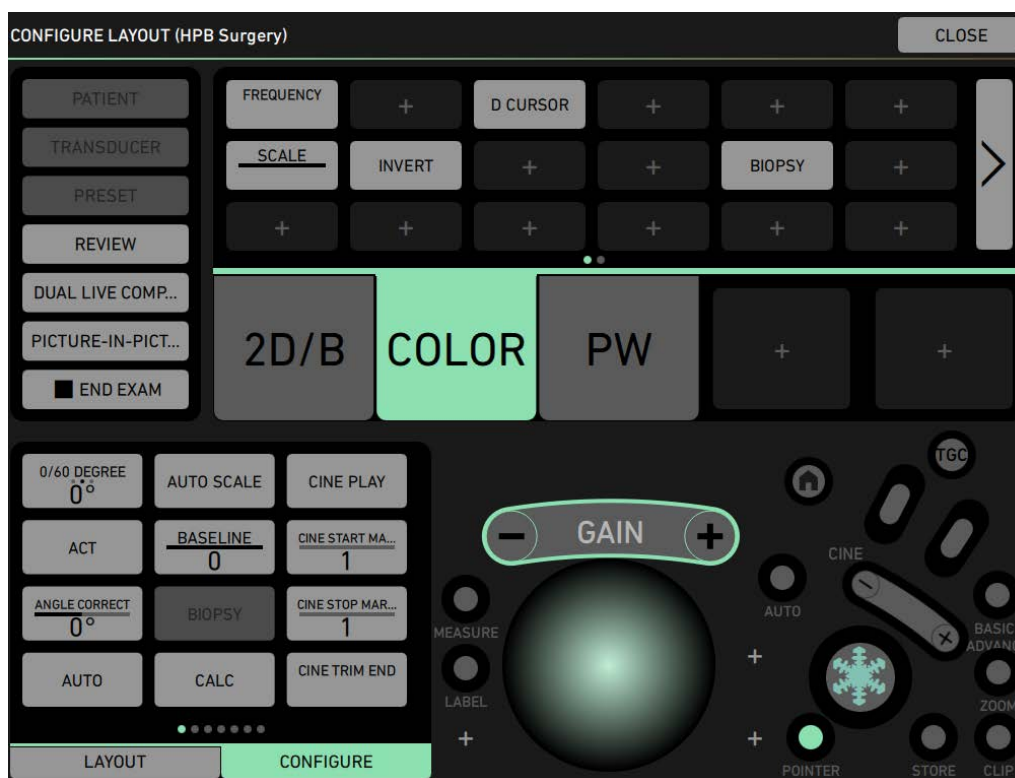 CONFIGURE LAYOUT (HPB Surgery)
CLOSE
PATIENT
TRANSDUCER
PRESET
REVIEW
DUAL LIVE COMP...
PICTURE-IN-PICT...
END EXAM
FREQUENCY
+
D CURSOR
+
+
+
SCALE
INVERT
+
+
BIOPSY
+
+
+
+
+
+
+
2D/B
COLOR
PW
+
+
0/60 DEGREE
0°
AUTO SCALE
CINE PLAY
ACT
BASELINE
0
CINE START MA...
1
ANGLE CORRECT
0°
BIOPSY
CINE STOP MAR...
1
AUTO
CALC
CINE TRIM END
LAYOUT
CONFIGURE
− GAIN +
MEASURE
LABEL
+
TGC
CINE
−
+
AUTO
BASIC
ADVAN
+
ZOOM
+
POINTER
STORE
CLIP